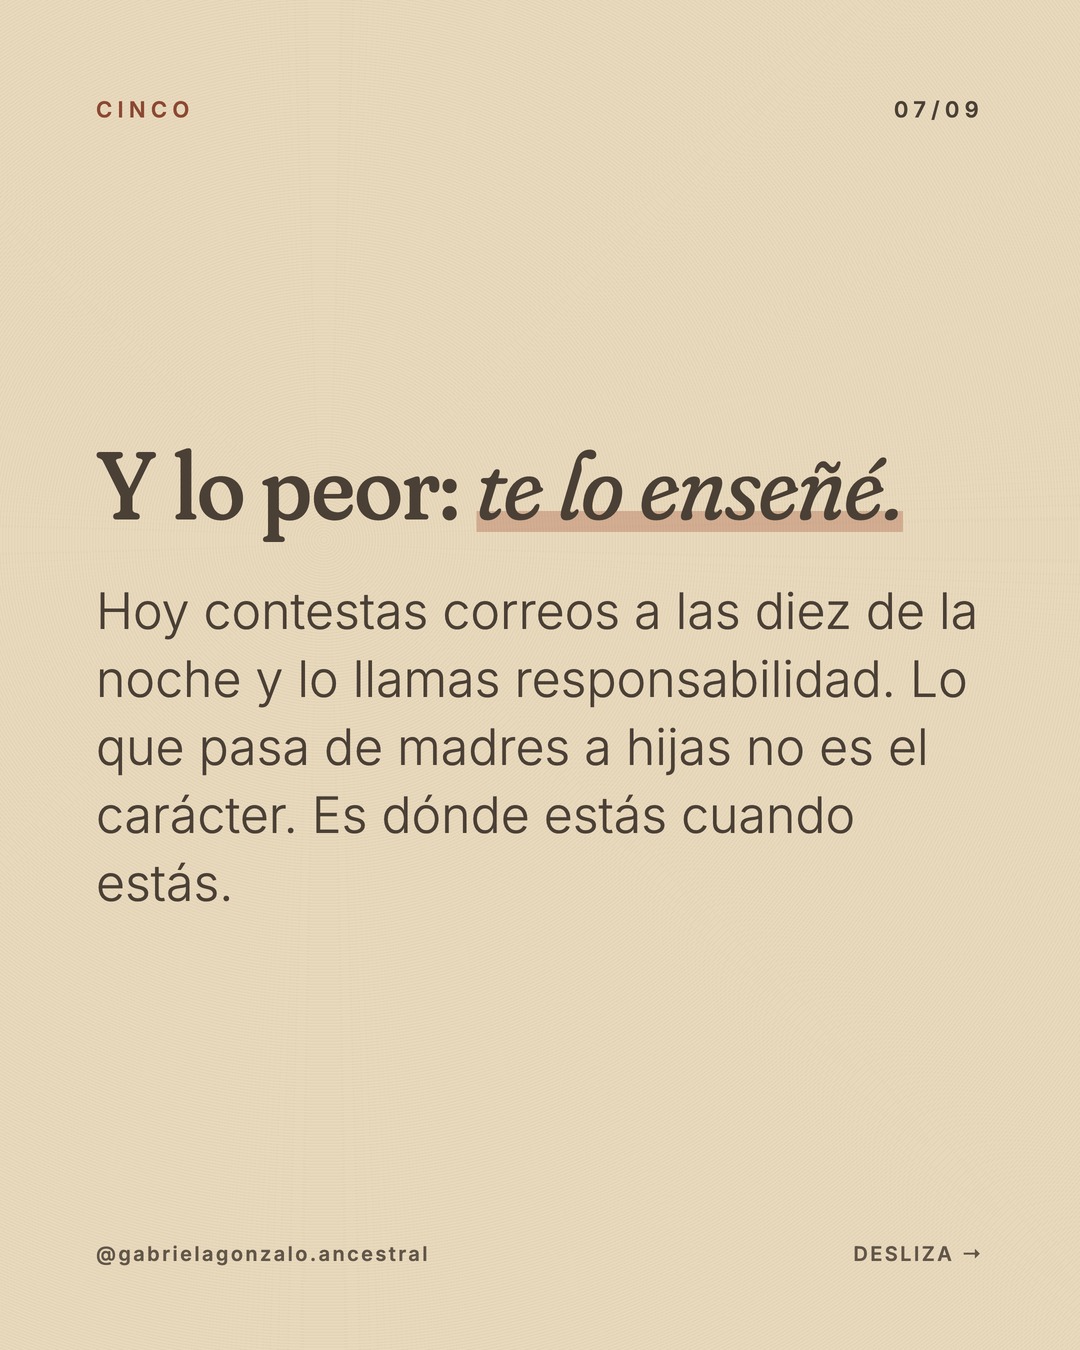 CINCO
07/09
Y lo peor: te lo enseñé.
Hoy contestas correos a las diez de la
noche y lo llamas responsabilidad. Lo
que pasa de madres a hijas no es el
carácter. Es dónde estás cuando
estás.
@gabrielagonzalo.ancestral
DESLIZA →